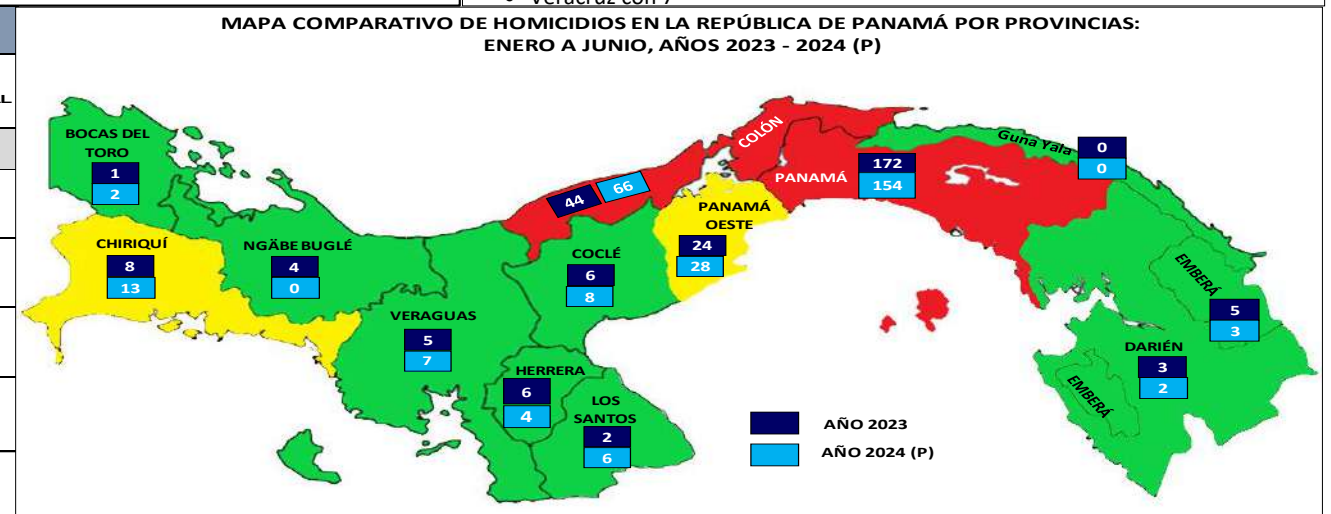 Veracruz con 7
MAPA COMPARATIVO DE HOMICIDIOS EN LA REPÚBLICA DE PANAMÁ POR PROVINCIAS:
ENERO A JUNIO, AÑOS 2023 - 2024 (P)
BOCAS DEL
TORO
1
2
CHIRIQUÍ
8
13
NGÄBE BUGLÉ
4
0
VERAGUAS
5
7
HERRERA
6
4
LOS
SANTOS
2
6
COCLÉ
6
8
COLÓN
44
66
PANAMÁ
OESTE
24
28
PANAMÁ
172
154
Guna Yala
0
0
EMBERÁ
5
3
DARIÉN
3
2
EMBERÁ
AÑO 2023
AÑO 2024 (P)